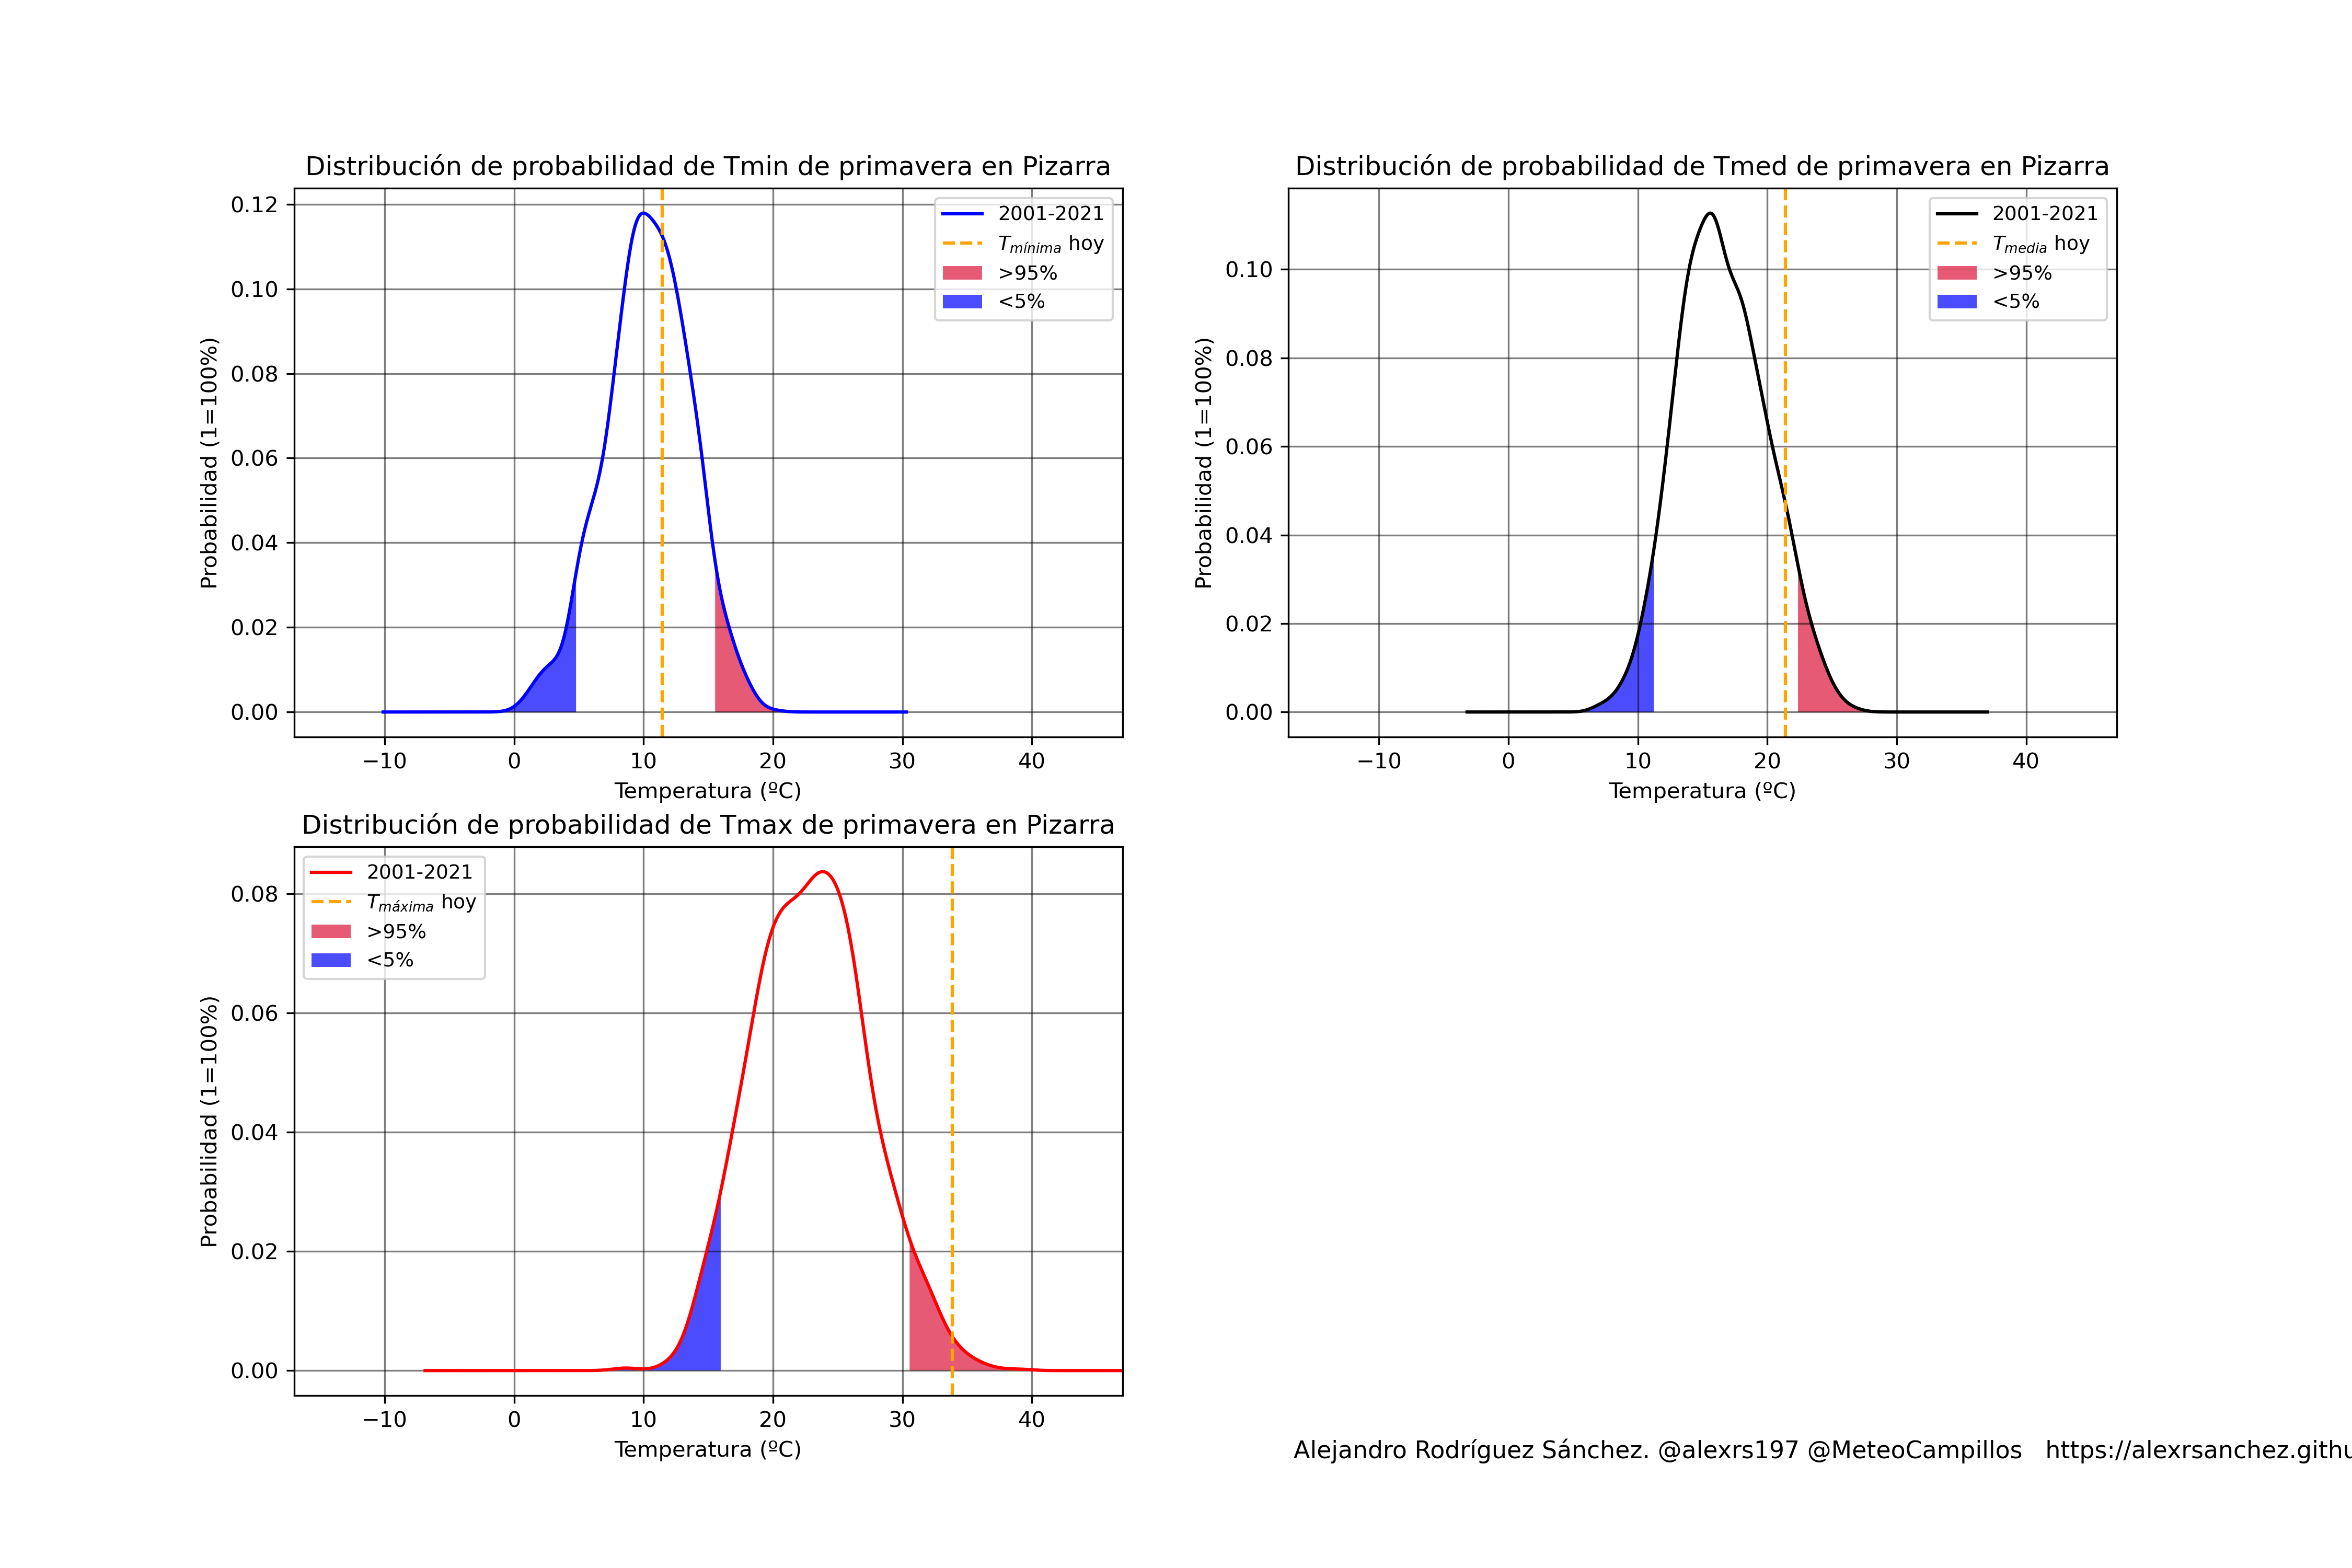 Distribución de probabilidad de Tmin de primavera en Pizarra
0.12
0.10
0.08
0.06
0.04
0.02
0.00
Probabilidad (1=100%)
−10 0 10 20 30 40
Temperatura (ºC)
2001-2021
Tmínima hoy
>95%
<5%
Distribución de probabilidad de Tmed de primavera en Pizarra
0.10
0.08
0.06
0.04
0.02
0.00
Probabilidad (1=100%)
−10 0 10 20 30 40
Temperatura (ºC)
2001-2021
Tmedia hoy
>95%
<5%
Distribución de probabilidad de Tmax de primavera en Pizarra
0.08
0.06
0.04
0.02
0.00
Probabilidad (1=100%)
−10 0 10 20 30 40
Temperatura (ºC)
2001-2021
Tmáxima hoy
>95%
<5%
Alejandro Rodríguez Sánchez. @alexrs197 @MeteoCampillos https://alexrsanchez.githu